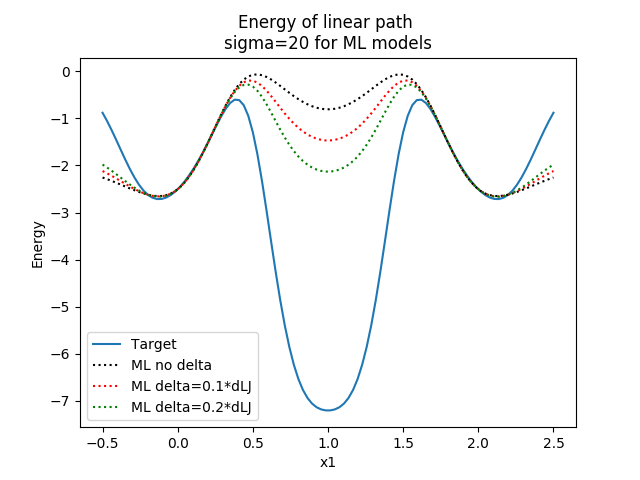 Energy of linear path
sigma=20 for ML models
Energy
0
−1
−2
−3
−4
−5
−6
−7
Target
ML no delta
ML delta=0.1*dLJ
ML delta=0.2*dLJ
−0.5 0.0 0.5 1.0 1.5 2.0 2.5
x1